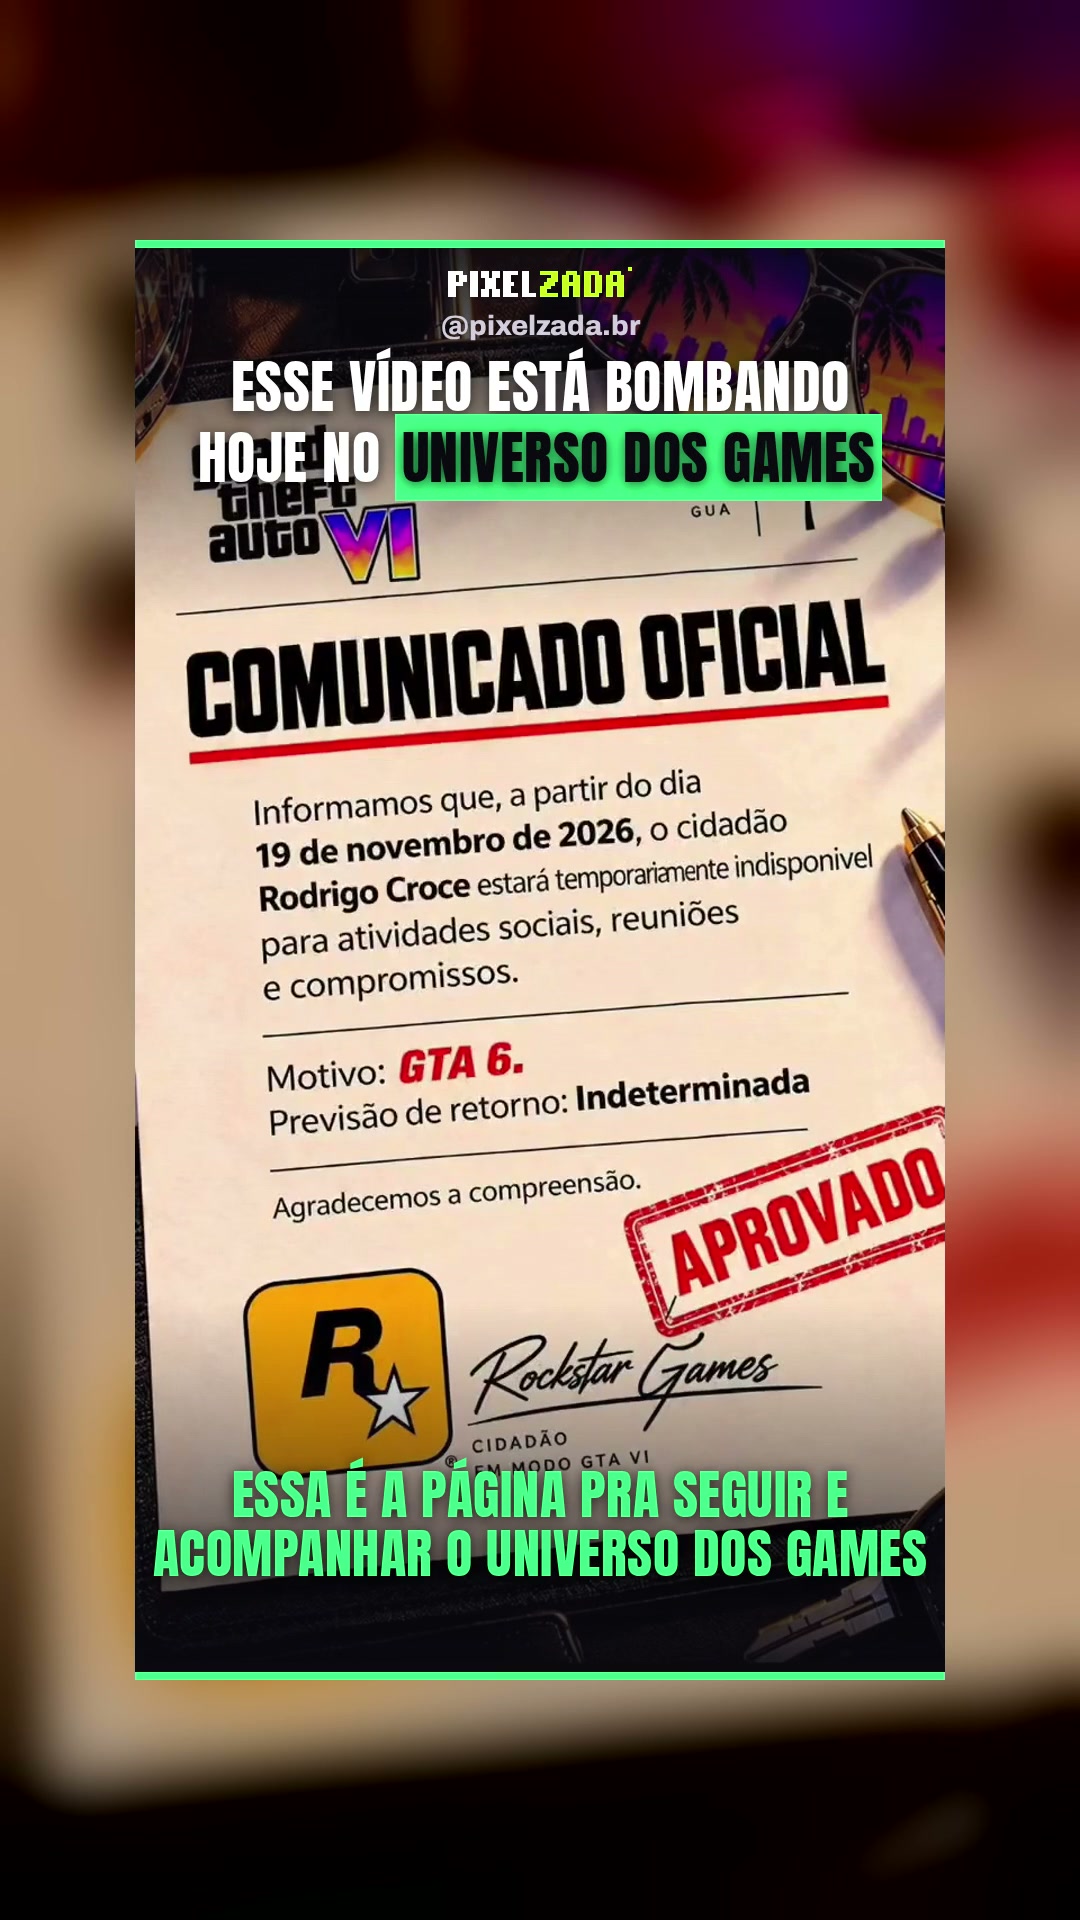 PIXELZADA
@pixelzada.br
ESSE VÍDEO ESTÁ BOMBANDO
HOJE NO UNIVERSO DOS GAMES
theft
auto VI
GUA
COMUNICADO OFICIAL
Informamos que, a partir do dia
19 de novembro de 2026, o cidadão
Rodrigo Croce estará temporariamente indisponivel
para atividades sociais, reuniões
e compromissos.
Motivo: GTA 6.
Previsão de retorno: Indeterminada
Agradecemos a compreensão.
APROVADO
R
Rockstar Games
CIDADÃO
EM MODO GTA VI
ESSA É A PÁGINA PRA SEGUIR E
ACOMPANHAR O UNIVERSO DOS GAMES